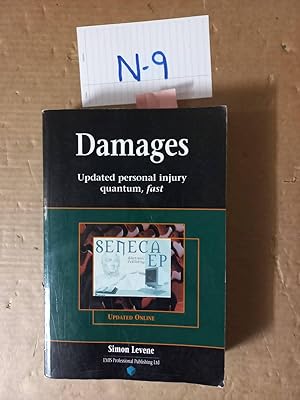 N-9
Damages
Updated personal injury
quantum, fast
SENECA
EP
UPDATED ONLINE
Simon Levene
EMIS Professional Publishing Ltd